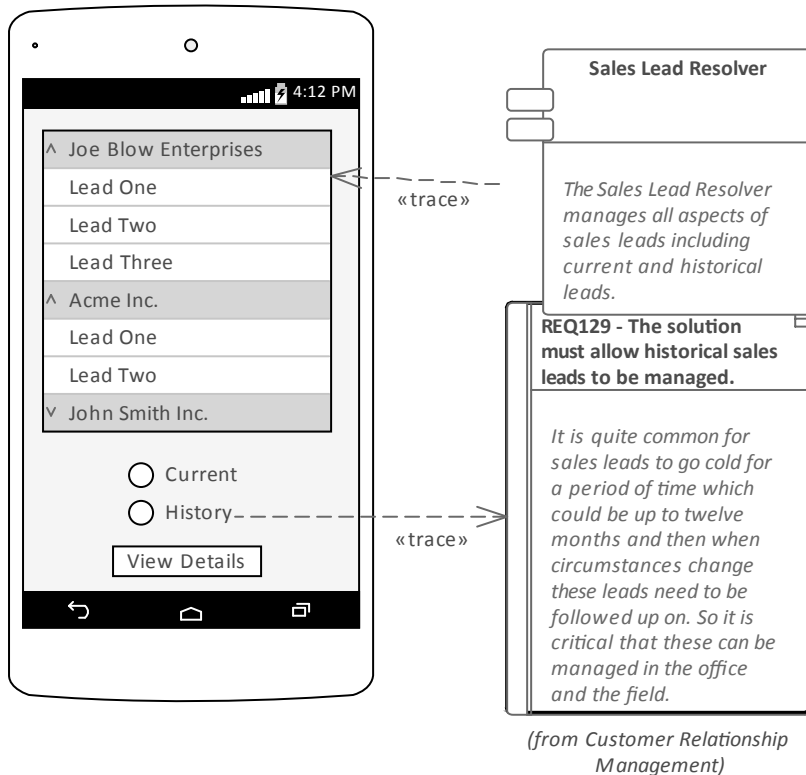 4:12 PM
^ Joe Blow Enterprises
Lead One
Lead Two
Lead Three
^ Acme Inc.
Lead One
Lead Two
v John Smith Inc.
Current
History
View Details
«trace»
«trace»
Sales Lead Resolver
The Sales Lead Resolver
manages all aspects of
sales leads including
current and historical
leads.
REQ129 - The solution
must allow historical sales
leads to be managed.
It is quite common for
sales leads to go cold for
a period of time which
could be up to twelve
months and then when
circumstances change
these leads need to be
followed up on. So it is
critical that these can be
managed in the office
and the field.
(from Customer Relationship
Management)